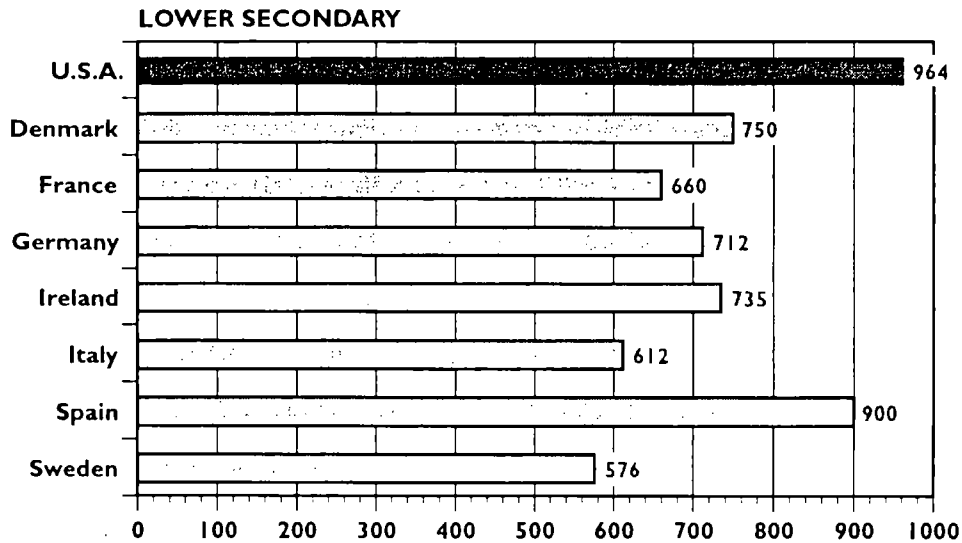 LOWER SECONDARY
U.S.A. 964
Denmark 750
France 660
Germany 712
Ireland 735
Italy 612
Spain 900
Sweden 576
0 100 200 300 400 500 600 700 800 900 1000